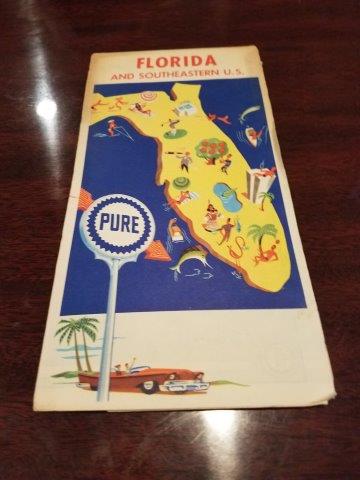 FLORIDA
AND SOUTHEASTERN U.S.
PURE